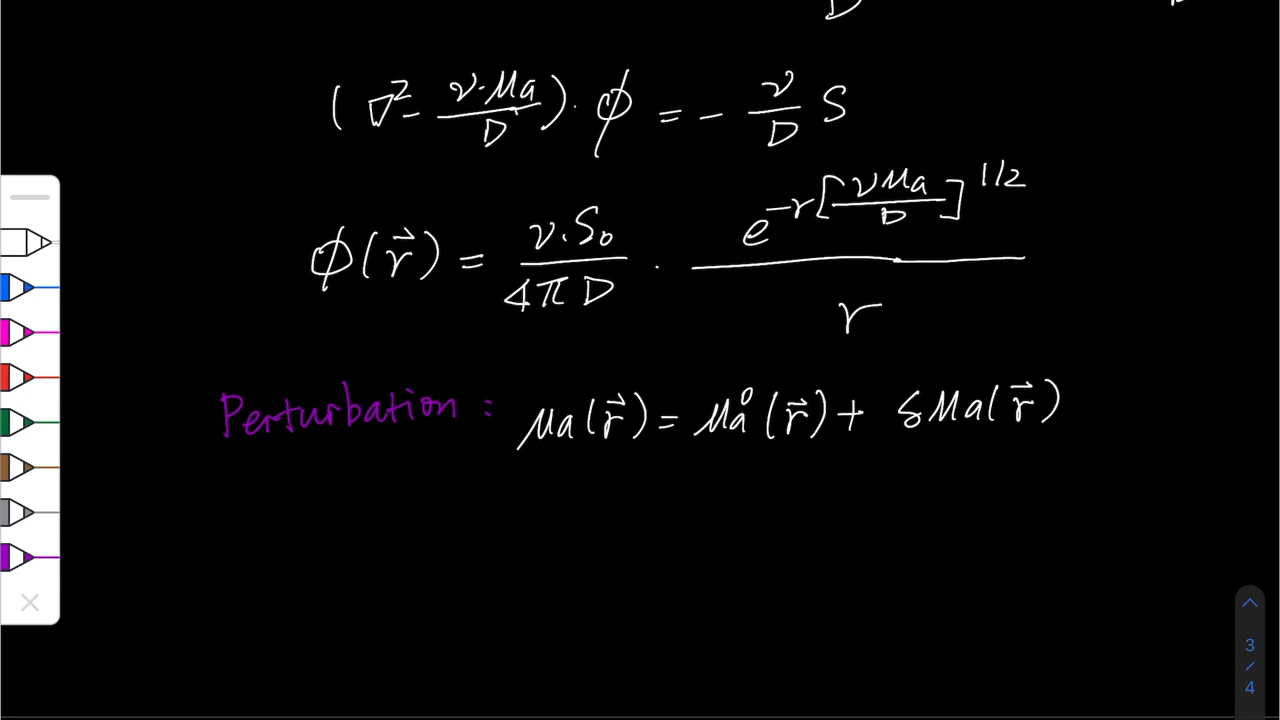 (∇² - ν·μa/D)·ϕ = - ν/D S
ϕ(r⃗) = ν·S₀/4πD · e^{-r[νμa/D]^{1/2}}/r
Perturbation: μa(r⃗) = μa⁰(r⃗) + δμa(r⃗)
3
/
4